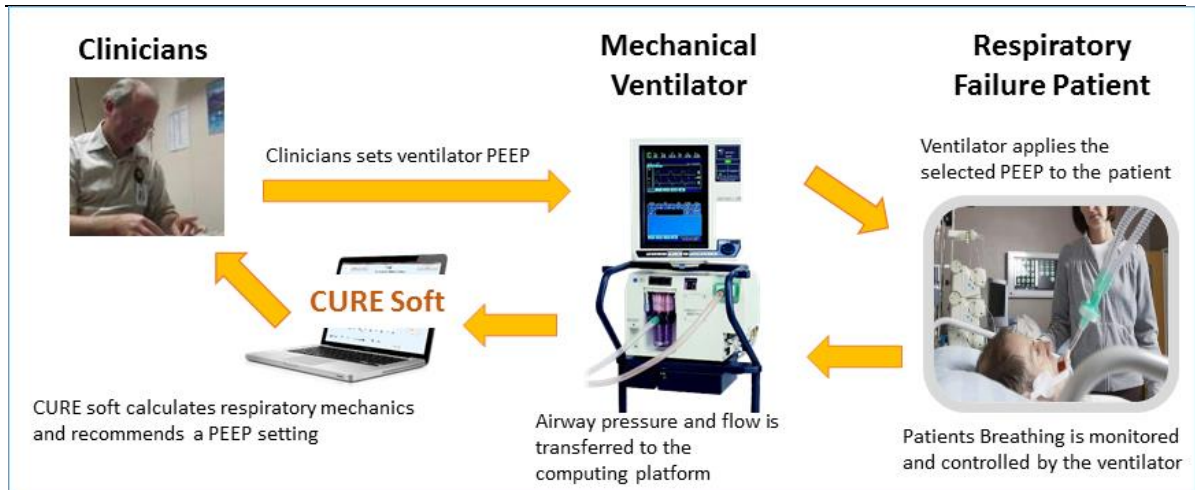 Clinicians
Mechanical
Ventilator
Respiratory
Failure Patient
Clinicians sets ventilator PEEP
Ventilator applies the
selected PEEP to the patient
CURE Soft
CURE soft calculates respiratory mechanics
and recommends a PEEP setting
Airway pressure and flow is
transferred to the
computing platform
Patients Breathing is monitored
and controlled by the ventilator